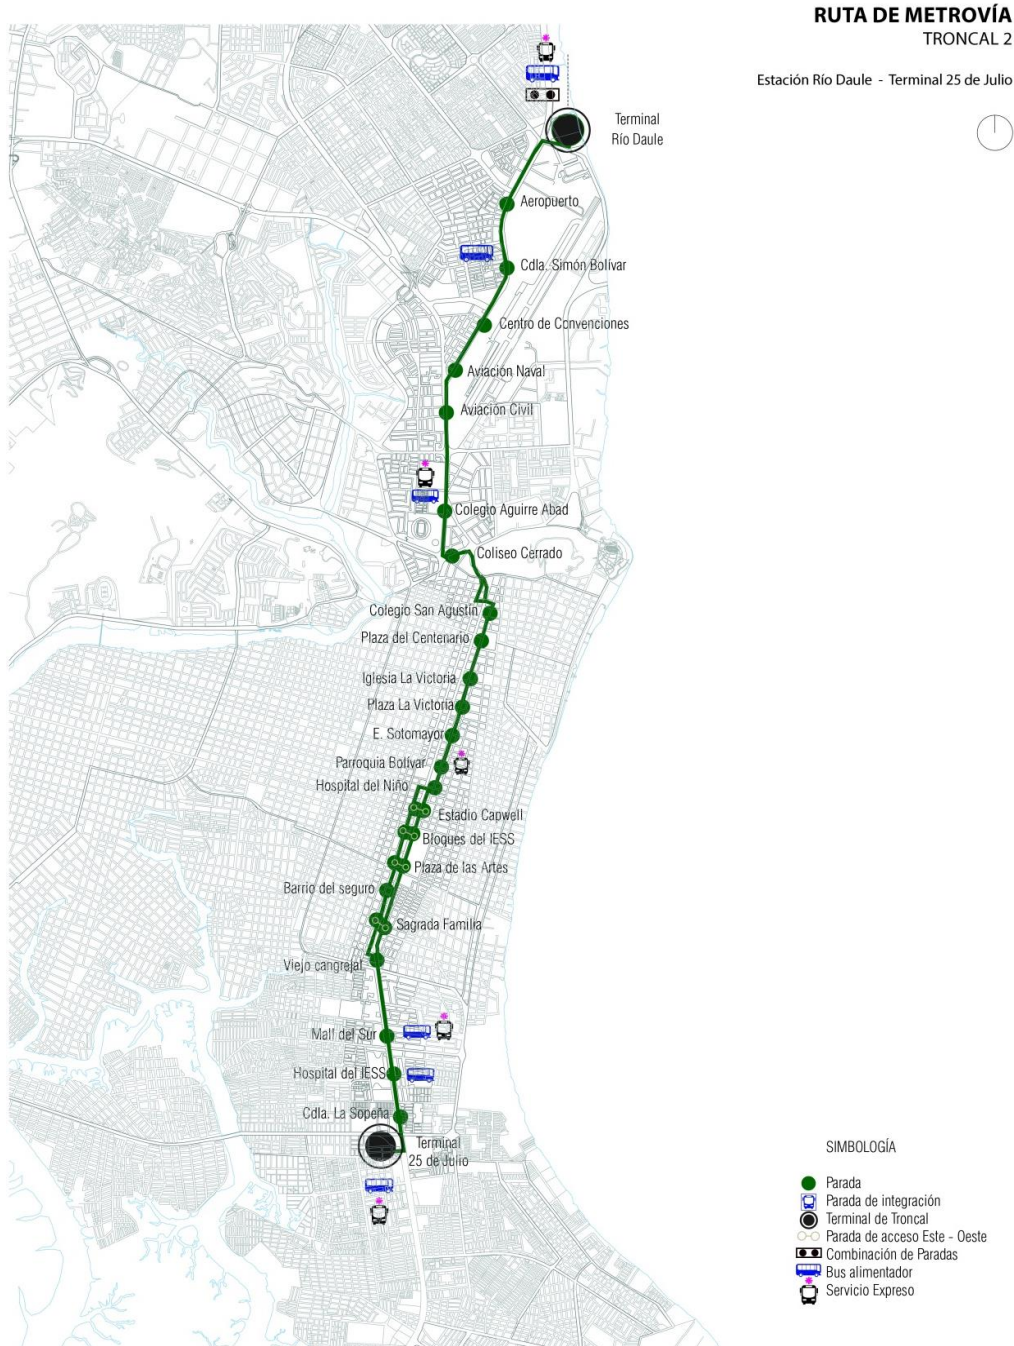 RUTA DE METROVÍA
TRONCAL 2
Estación Río Daule - Terminal 25 de Julio
Terminal
Río Daule
Aeropuerto
Cdla. Simón Bolívar
Centro de Convenciones
Aviación Naval
Aviación Civil
Colegio Aguirre Abad
Coliseo Cerrado
Colegio San Agustín
Plaza del Centenario
Iglesia La Victoria
Plaza La Victoria
E. Sotomayor
Parroquia Bolívar
Hospital del Niño
Estadio Capwell
Bloques del IESS
Plaza de las Artes
Barrio del seguro
Sagrada Familia
Viejo cangrejal
Mall del Sur
Hospital del IESS
Cdla. La Sopeña
Terminal
25 de Julio
SIMBOLOGÍA
Parada
Parada de integración
Terminal de Troncal
Parada de acceso Este - Oeste
Combinación de Paradas
Bus alimentador
Servicio Expreso